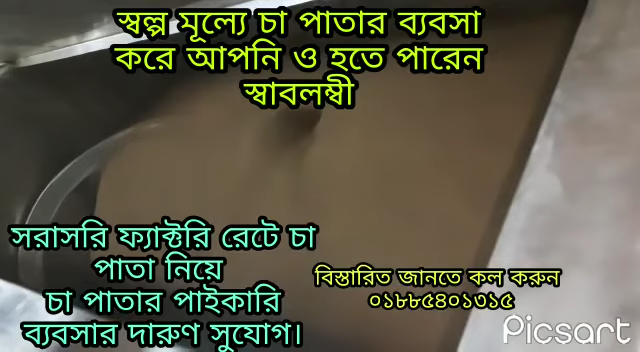 স্বল্প মূল্যে চা পাতার ব্যবসা
করে আপনি ও হতে পারেন
স্বাবলম্বী
সরাসরি ফ্যাক্টরি রেটে চা
পাতা নিয়ে
চা পাতার পাইকারি
ব্যবসার দারুণ সুযোগ।
বিস্তারিত জানতে কল করুন
০১৮৮৫৪০১৩১৫
Picsart